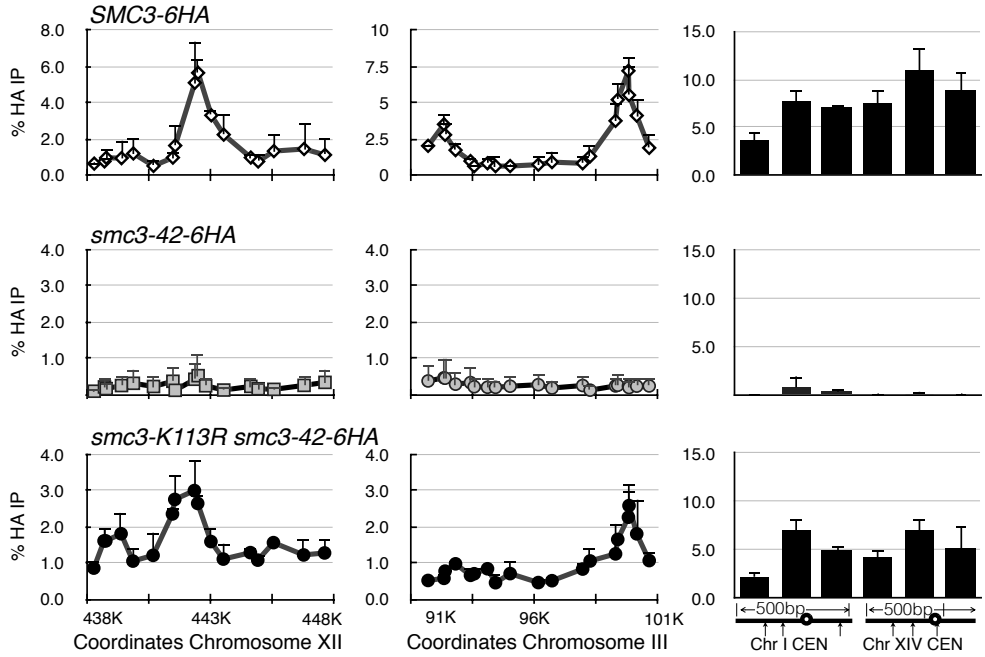 SMC3-6HA
% HA IP
8.0
6.0
4.0
2.0
0.0
10
7.5
5
2.5
0
15.0
10.0
5.0
0.0
smc3-42-6HA
% HA IP
4.0
3.0
2.0
1.0
4.0
3.0
2.0
1.0
15.0
10.0
5.0
smc3-K113R smc3-42-6HA
% HA IP
4.0
3.0
2.0
1.0
0.0
438K
443K
448K
Coordinates Chromosome XII
4.0
3.0
2.0
1.0
0.0
91K
96K
101K
Coordinates Chromosome III
15.0
10.0
5.0
0.0
500bp
500bp
Chr I CEN
Chr XIV CEN